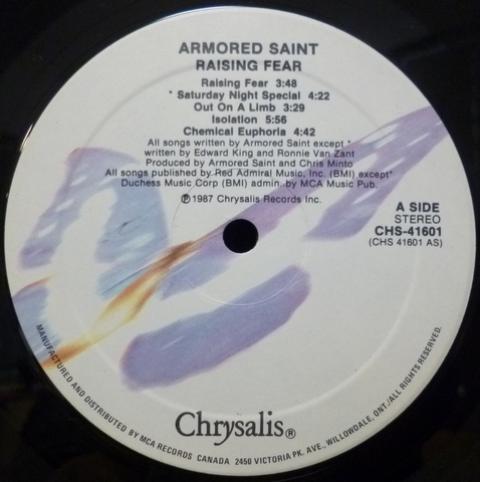 ARMORED SAINT
RAISING FEAR
Raising Fear 3:48
* Saturday Night Special 4:22
Out On A Limb 3:29
Isolation 5:56
Chemical Euphoria 4:42
All songs written by Armored Saint except *
written by Edward King and Ronnie Van Zant
Produced by Armored Saint and Chris Minto
All songs published by Red Admiral Music, Inc. (BMI) except*
Duchess Music Corp (BMI) admin. by MCA Music Pub.
℗1987 Chrysalis Records Inc.
A SIDE
STEREO
CHS-41601
(CHS 41601 AS)
Chrysalis®
MANUFACTURED AND DISTRIBUTED BY MCA RECORDS CANADA 2450 VICTORIA PK. AVE., WILLOWDALE, ONT./ALL RIGHTS RESERVED.